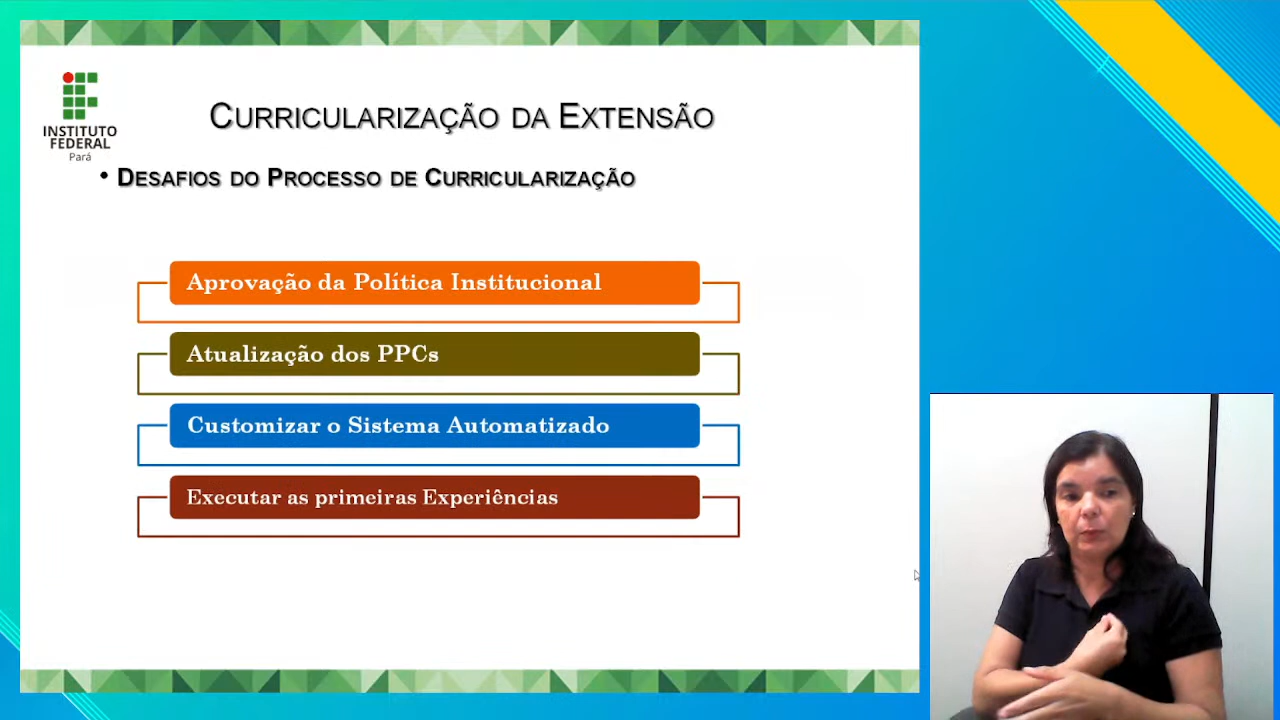 INSTITUTO
FEDERAL
Pará
CURRICULARIZAÇÃO DA EXTENSÃO
• DESAFIOS DO PROCESSO DE CURRICULARIZAÇÃO
Aprovação da Política Institucional
Atualização dos PPCs
Customizar o Sistema Automatizado
Executar as primeiras Experiências